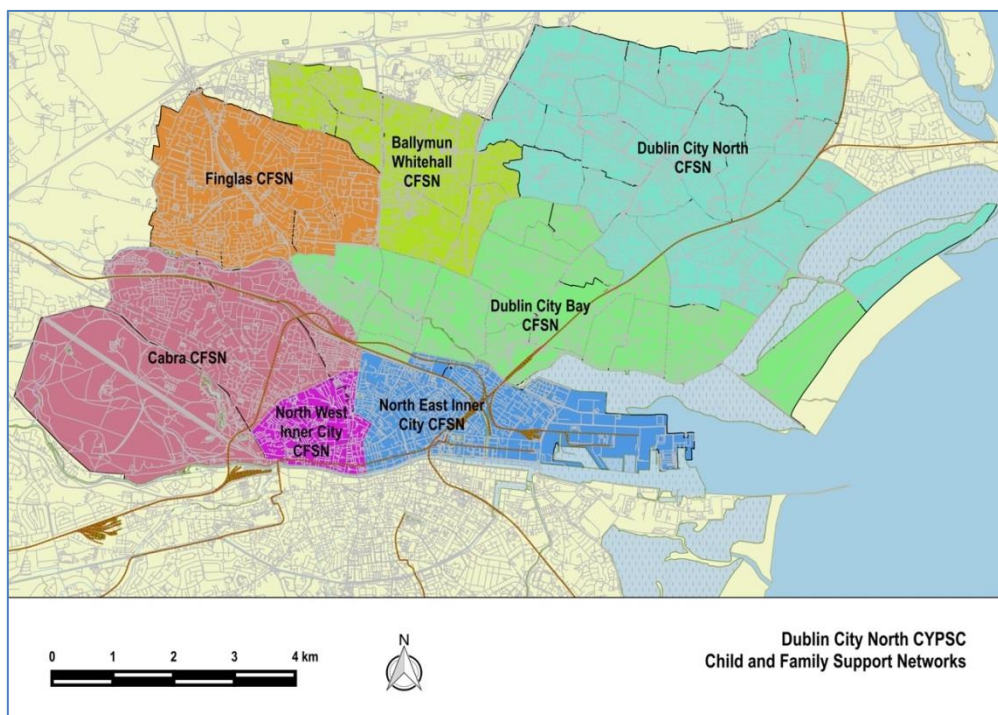 Ballymun
Whitehall
CFSN
Dublin City North
CFSN
Finglas CFSN
Dublin City Bay
CFSN
Cabra CFSN
North West
Inner City
CFSN
North East Inner
City CFSN
0 1 2 3 4 km
N
Dublin City North CYPSC
Child and Family Support Networks